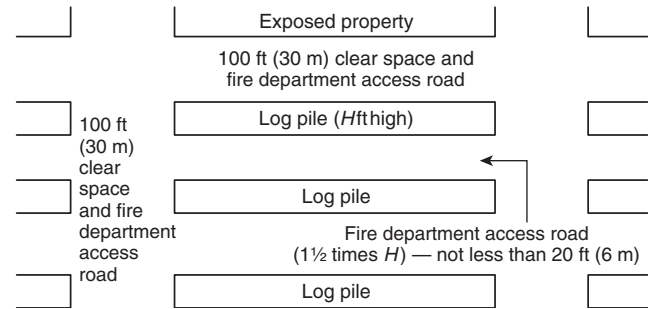 Exposed property
100 ft (30 m) clear space and
fire department access road
Log pile (Hft high)
100 ft
(30 m)
clear
space
and fire
department
access
road
Log pile
Fire department access road
(1½ times H) — not less than 20 ft (6 m)
Log pile